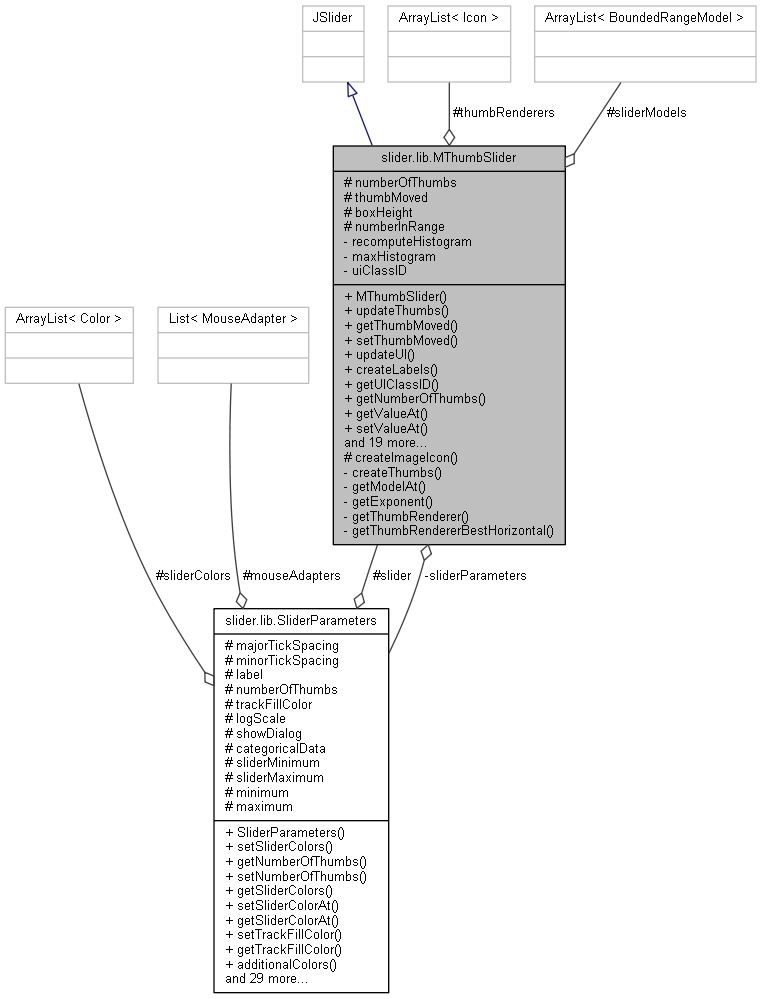 JSlider
ArrayList< Icon >
ArrayList< BoundedRangeModel >
#thumbRenderers
#sliderModels
slider.lib.MThumbSlider
# numberOfThumbs
# thumbMoved
# boxHeight
# numberInRange
- recomputeHistogram
- maxHistogram
- uiClassID
+ MThumbSlider()
+ updateThumbs()
+ getThumbMoved()
+ setThumbMoved()
+ updateUI()
+ createLabels()
+ getUIClassID()
+ getNumberOfThumbs()
+ getValueAt()
+ setValueAt()
and 19 more...
# createImageIcon()
- createThumbs()
- getModelAt()
- getExponent()
- getThumbRenderer()
- getThumbRendererBestHorizontal()
ArrayList< Color >
List< MouseAdapter >
#sliderColors
#mouseAdapters
#slider
-sliderParameters
slider.lib.SliderParameters
# majorTickSpacing
# minorTickSpacing
# label
# numberOfThumbs
# trackFillColor
# logScale
# showDialog
# categoricalData
# sliderMinimum
# sliderMaximum
# minimum
# maximum
+ SliderParameters()
+ setSliderColors()
+ getNumberOfThumbs()
+ setNumberOfThumbs()
+ getSliderColors()
+ setSliderColorAt()
+ getSliderColorAt()
+ setTrackFillColor()
+ getTrackFillColor()
+ additionalColors()
and 29 more...